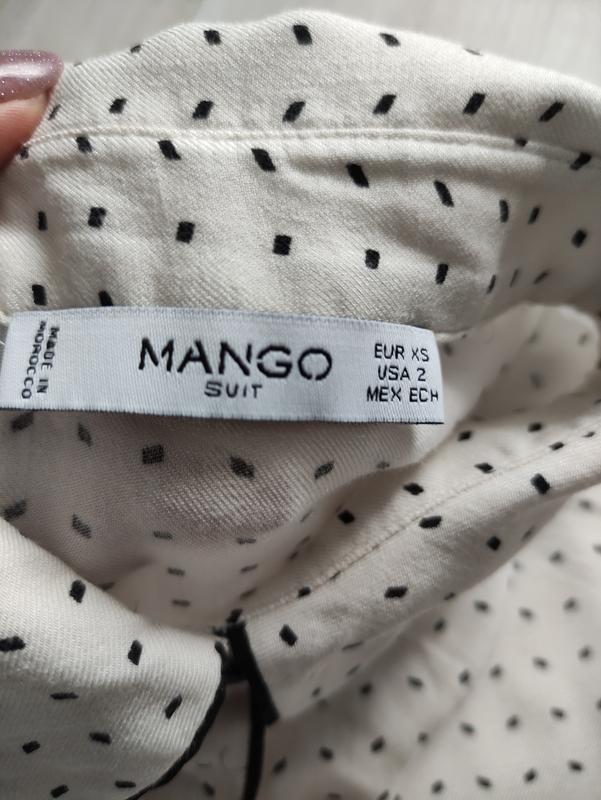 MADE IN
MOROCCO
MANGO
SUIT
EUR XS
USA 2
MEX ECH